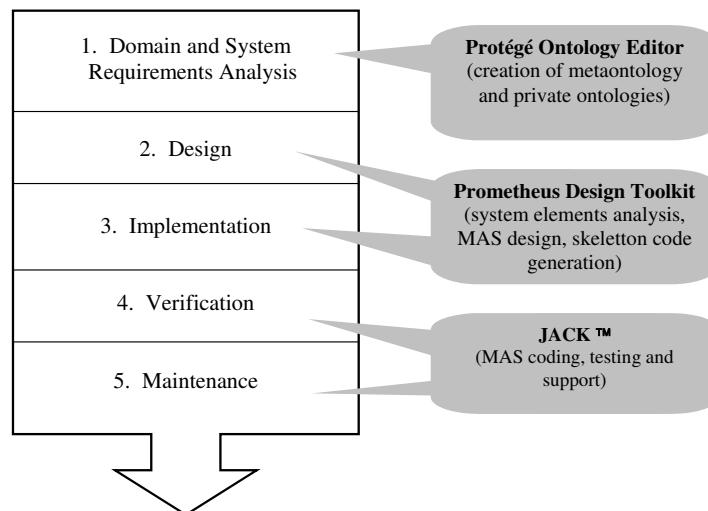 1. Domain and System
Requirements Analysis
2. Design
3. Implementation
4. Verification
5. Maintenance
Protégé Ontology Editor
(creation of metaontology
and private ontologies)
Prometheus Design Toolkit
(system elements analysis,
MAS design, skeletton code
generation)
JACK ™
(MAS coding, testing and
support)